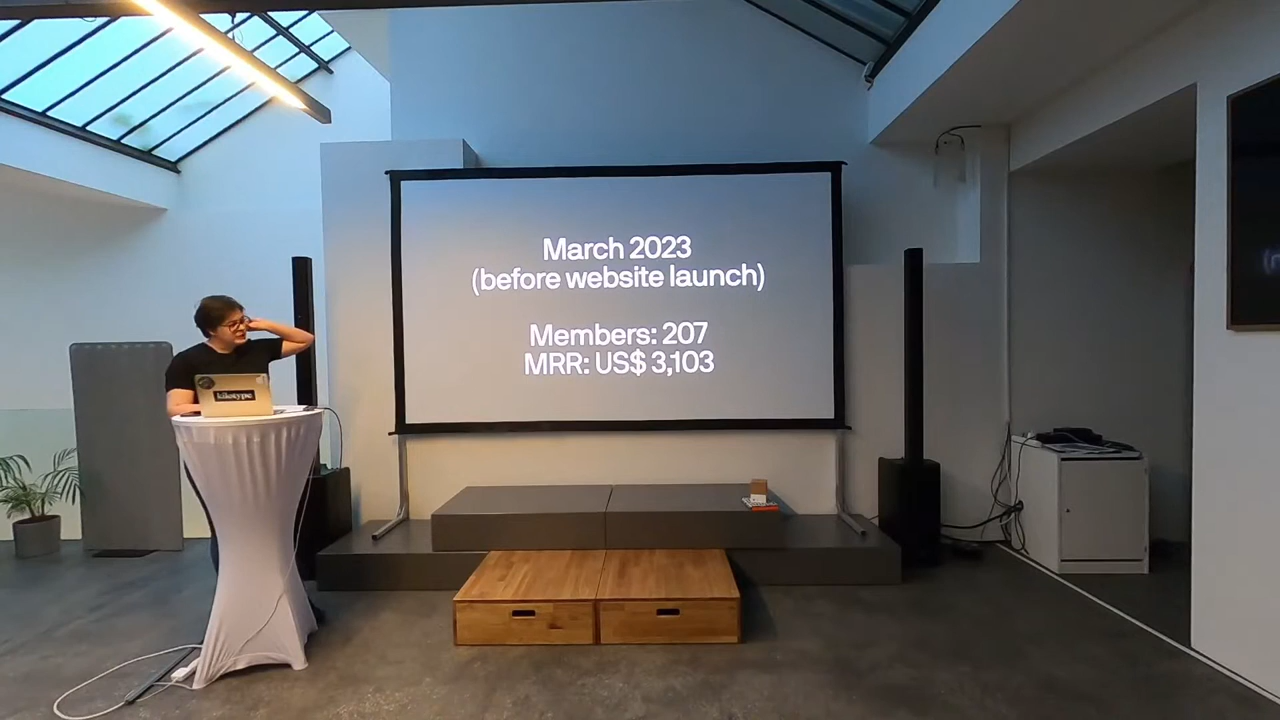 March 2023
(before website launch)
Members: 207
MRR: US$ 3,103